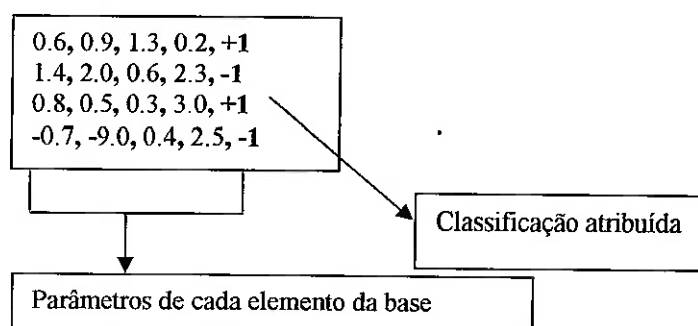 0.6, 0.9, 1.3, 0.2, +1
1.4, 2.0, 0.6, 2.3, -1
0.8, 0.5, 0.3, 3.0, +1
-0.7, -9.0, 0.4, 2.5, -1
Classificação atribuída
Parâmetros de cada elemento da base